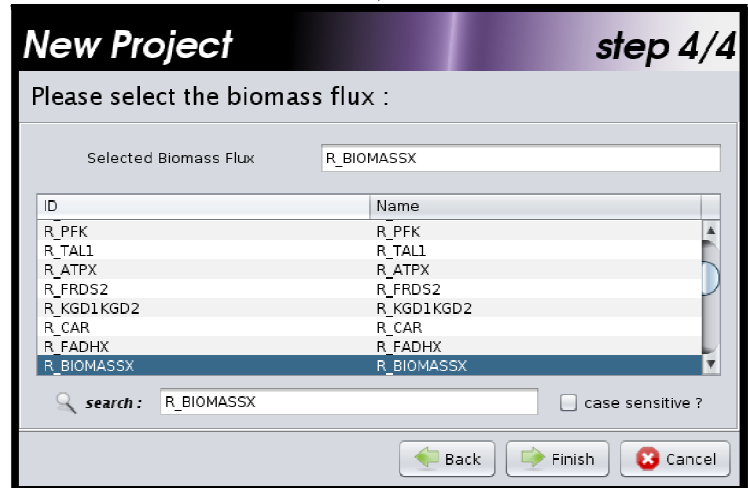 New Project step 4/4
Please select the biomass flux :
Selected Biomass Flux R_BIOMASSX
ID Name
R_PFK R_PFK
R_TAL1 R_TAL1
R_ATPX R_ATPX
R_FRDS2 R_FRDS2
R_KGD1KGD2 R_KGD1KGD2
R_CAR R_CAR
R_FADHX R_FADHX
R_BIOMASSX R_BIOMASSX
search : R_BIOMASSX case sensitive ?
Back Finish Cancel